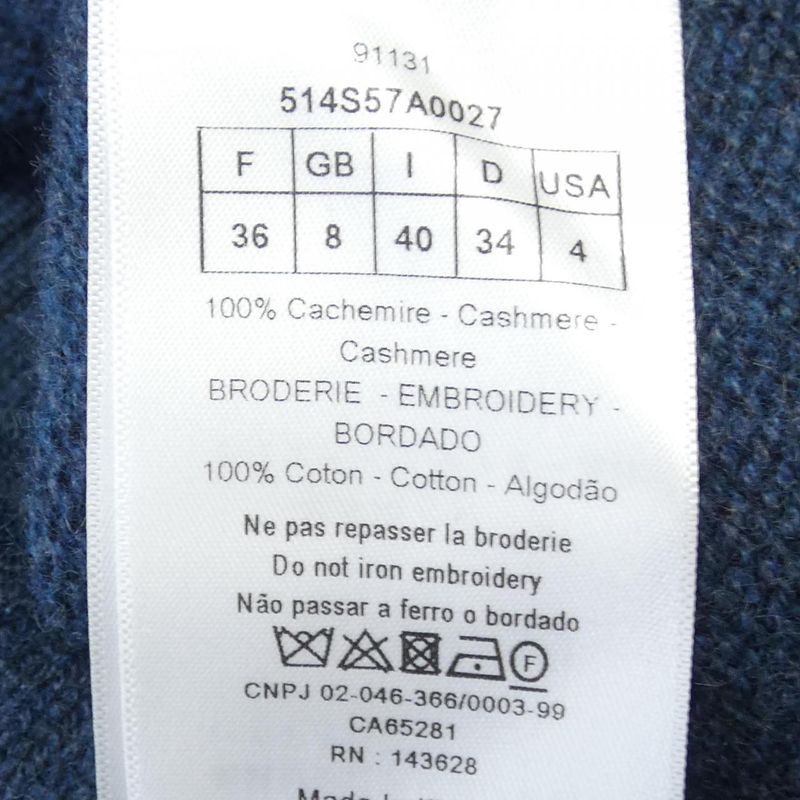 91131
514S57A0027
F GB I D USA
36 8 40 34 4
100% Cachemire - Cashmere -
Cashmere
BRODERIE - EMBROIDERY -
BORDADO
100% Coton - Cotton - Algodão
Ne pas repasser la broderie
Do not iron embroidery
Não passar a ferro o bordado
F
CNPJ 02-046-366/0003-99
CA65281
RN : 143628
Made